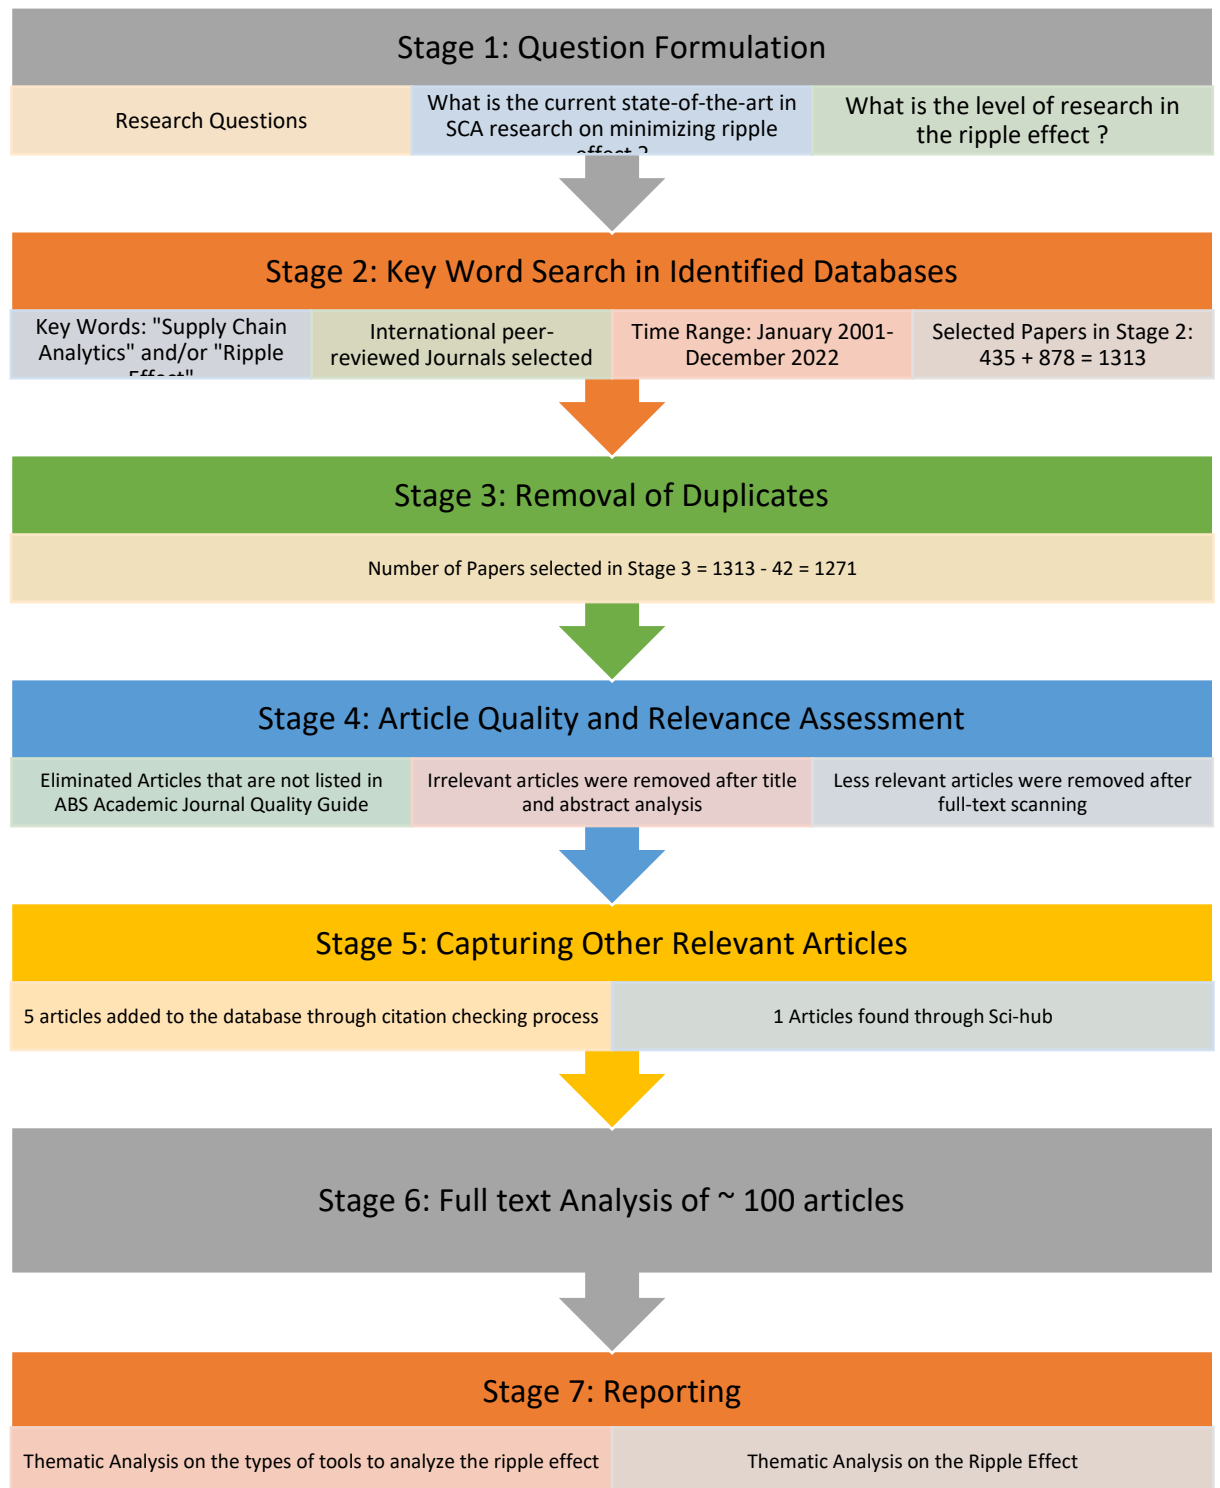 Stage 1: Question Formulation
Research Questions
What is the current state-of-the-art in
SCA research on minimizing ripple
effect ?
What is the level of research in
the ripple effect ?
Stage 2: Key Word Search in Identified Databases
Key Words: "Supply Chain
Analytics" and/or "Ripple
Effect"
International peer-
reviewed Journals selected
Time Range: January 2001-
December 2022
Selected Papers in Stage 2:
435 + 878 = 1313
Stage 3: Removal of Duplicates
Number of Papers selected in Stage 3 = 1313 - 42 = 1271
Stage 4: Article Quality and Relevance Assessment
Eliminated Articles that are not listed in
ABS Academic Journal Quality Guide
Irrelevant articles were removed after title
and abstract analysis
Less relevant articles were removed after
full-text scanning
Stage 5: Capturing Other Relevant Articles
5 articles added to the database through citation checking process
1 Articles found through Sci-hub
Stage 6: Full text Analysis of ~ 100 articles
Stage 7: Reporting
Thematic Analysis on the types of tools to analyze the ripple effect
Thematic Analysis on the Ripple Effect